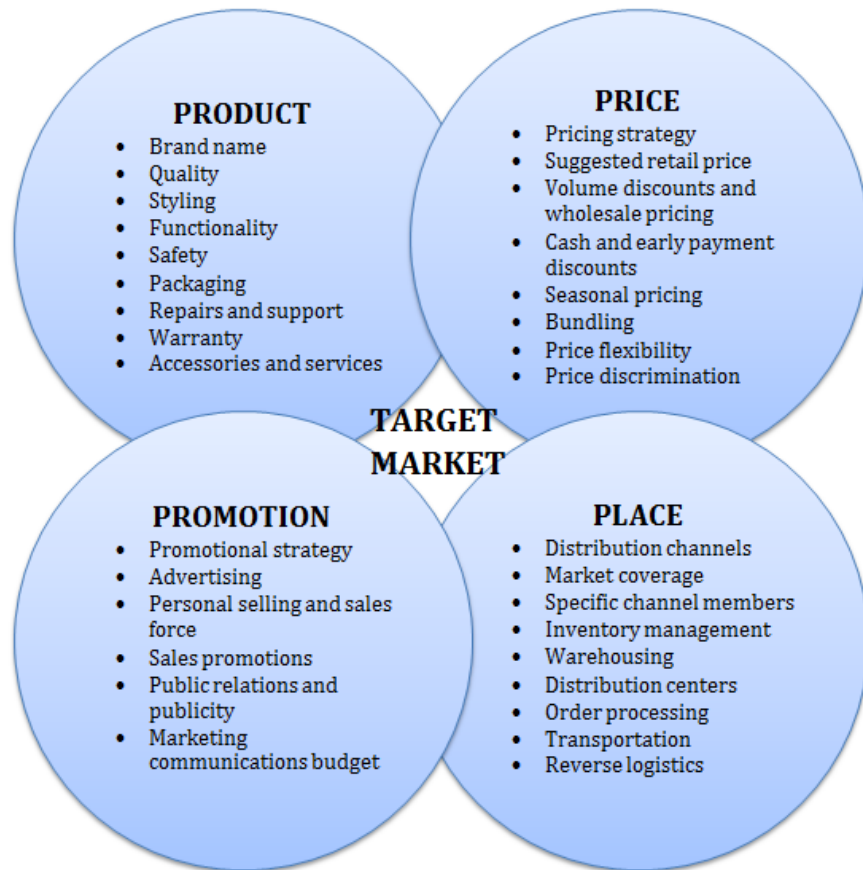 PRODUCT
• Brand name
• Quality
• Styling
• Functionality
• Safety
• Packaging
• Repairs and support
• Warranty
• Accessories and services
PRICE
• Pricing strategy
• Suggested retail price
• Volume discounts and
wholesale pricing
• Cash and early payment
discounts
• Seasonal pricing
• Bundling
• Price flexibility
• Price discrimination
TARGET
MARKET
PROMOTION
• Promotional strategy
• Advertising
• Personal selling and sales
force
• Sales promotions
• Public relations and
publicity
• Marketing
communications budget
PLACE
• Distribution channels
• Market coverage
• Specific channel members
• Inventory management
• Warehousing
• Distribution centers
• Order processing
• Transportation
• Reverse logistics